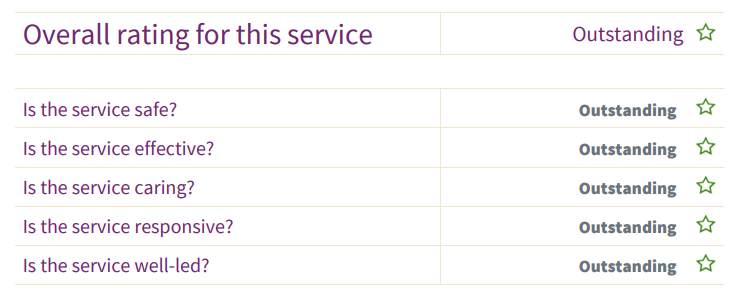 Overall rating for this service Outstanding
Is the service safe? Outstanding
Is the service effective? Outstanding
Is the service caring? Outstanding
Is the service responsive? Outstanding
Is the service well-led? Outstanding